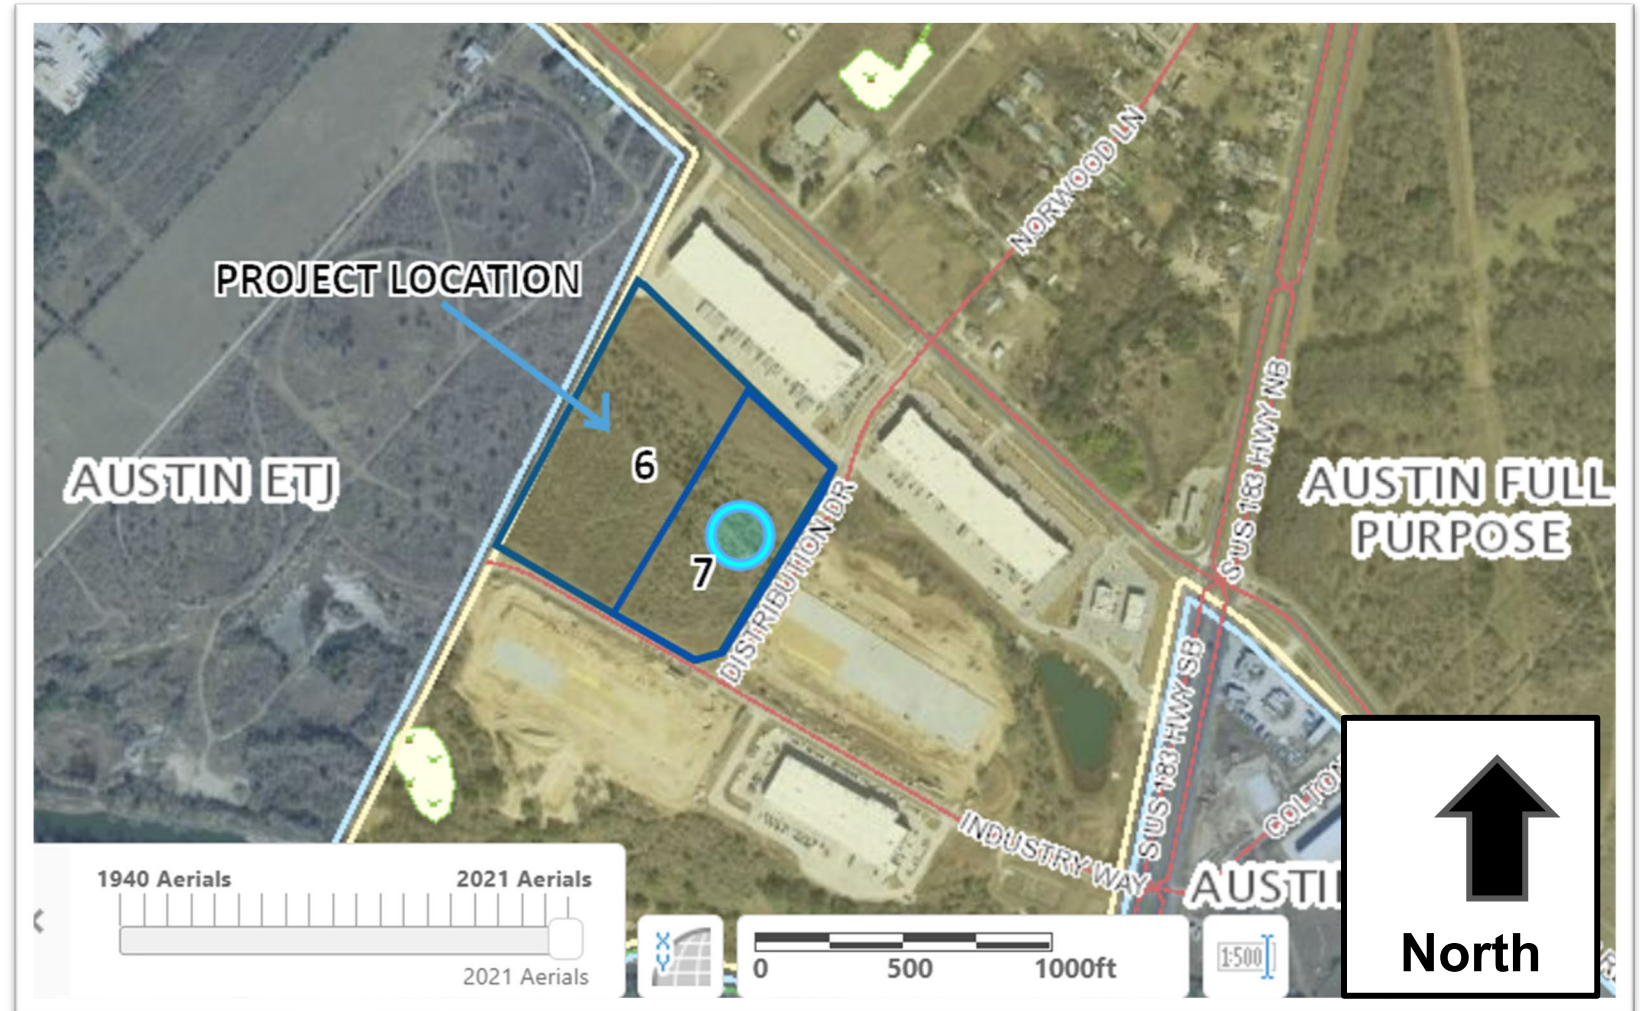 NORWOOD LN
PROJECT LOCATION
6
7
AUSTIN ETJ
AUSTIN FULL
PURPOSE
S US 183 HWY NB
DISTRIBUTION DR
S US 183 HWY SB
INDUSTRY WAY
1940 Aerials
2021 Aerials
2021 Aerials
X
Y
0
500
1000ft
1:500
North